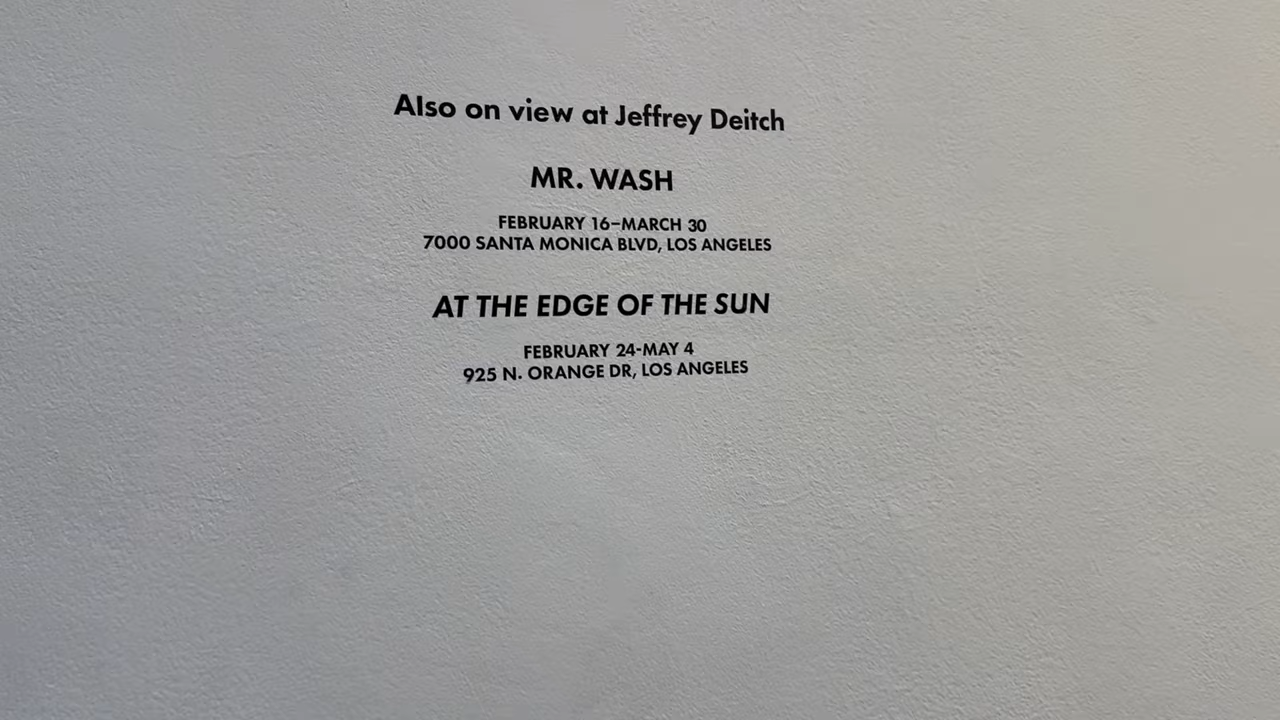 Also on view at Jeffrey Deitch
MR. WASH
FEBRUARY 16–MARCH 30
7000 SANTA MONICA BLVD, LOS ANGELES
AT THE EDGE OF THE SUN
FEBRUARY 24-MAY 4
925 N. ORANGE DR, LOS ANGELES